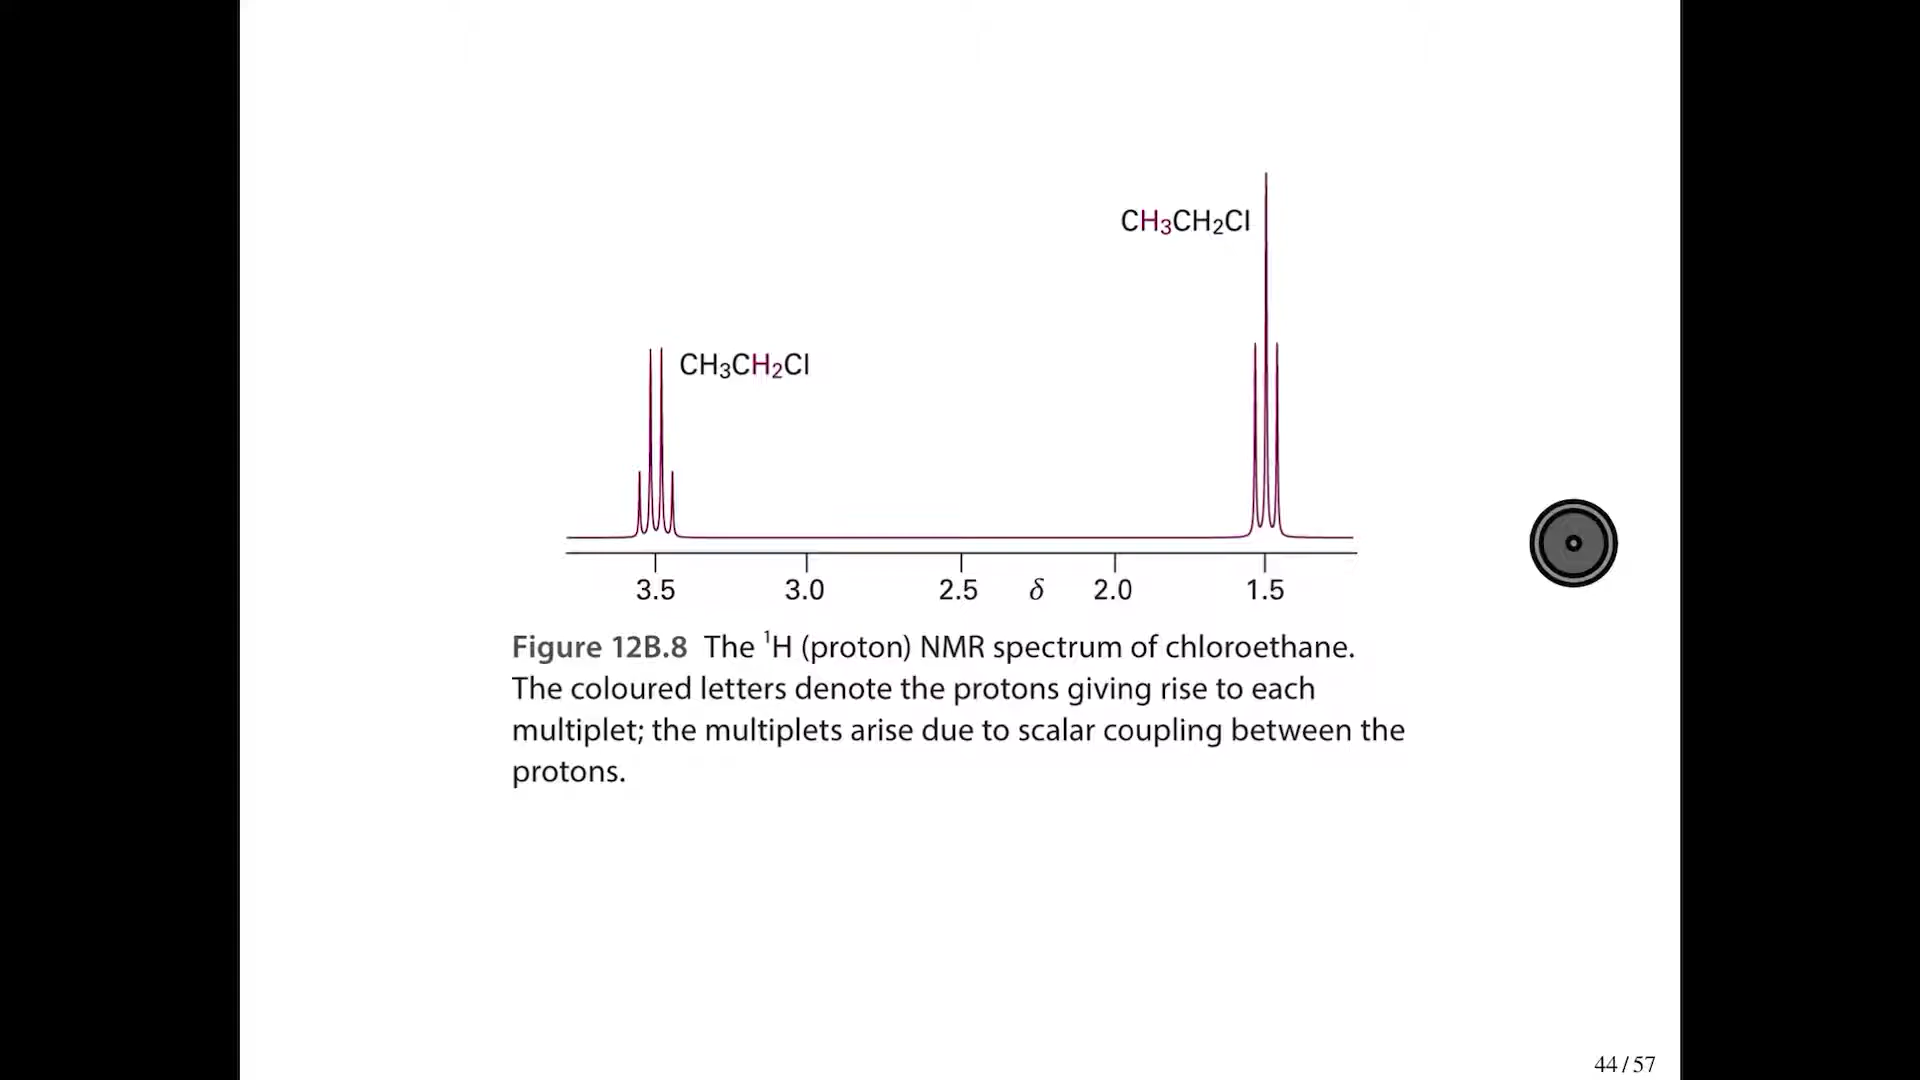 CH₃CH₂Cl
CH₃CH₂Cl
3.5 3.0 2.5 δ 2.0 1.5
Figure 12B.8 The ¹H (proton) NMR spectrum of chloroethane.
The coloured letters denote the protons giving rise to each
multiplet; the multiplets arise due to scalar coupling between the
protons.
44/57